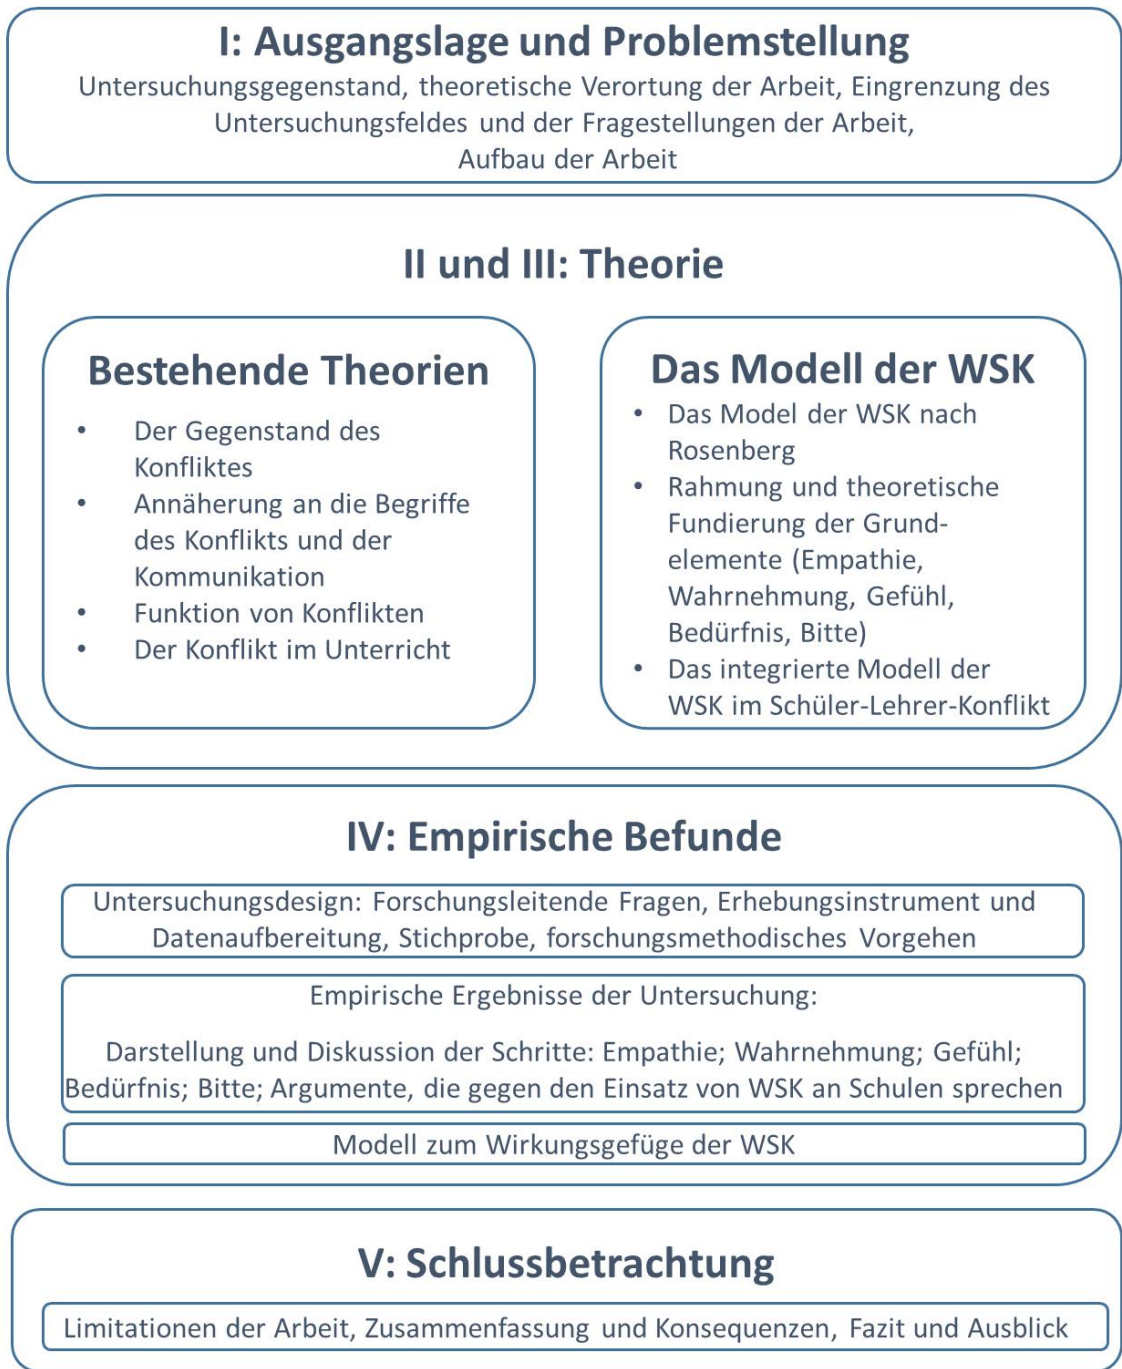 I: Ausgangslage und Problemstellung
Untersuchungsgegenstand, theoretische Verortung der Arbeit, Eingrenzung des
Untersuchungsfeldes und der Fragestellungen der Arbeit,
Aufbau der Arbeit
II und III: Theorie
Bestehende Theorien
• Der Gegenstand des
Konfliktes
• Annäherung an die Begriffe
des Konflikts und der
Kommunikation
• Funktion von Konflikten
• Der Konflikt im Unterricht
Das Modell der WSK
• Das Model der WSK nach
Rosenberg
• Rahmung und theoretische
Fundierung der Grund-
elemente (Empathie,
Wahrnehmung, Gefühl,
Bedürfnis, Bitte)
• Das integrierte Modell der
WSK im Schüler-Lehrer-Konflikt
IV: Empirische Befunde
Untersuchungsdesign: Forschungsleitende Fragen, Erhebungsinstrument und
Datenaufbereitung, Stichprobe, forschungsmethodisches Vorgehen
Empirische Ergebnisse der Untersuchung:
Darstellung und Diskussion der Schritte: Empathie; Wahrnehmung; Gefühl;
Bedürfnis; Bitte; Argumente, die gegen den Einsatz von WSK an Schulen sprechen
Modell zum Wirkungsgefüge der WSK
V: Schlussbetrachtung
Limitationen der Arbeit, Zusammenfassung und Konsequenzen, Fazit und Ausblick